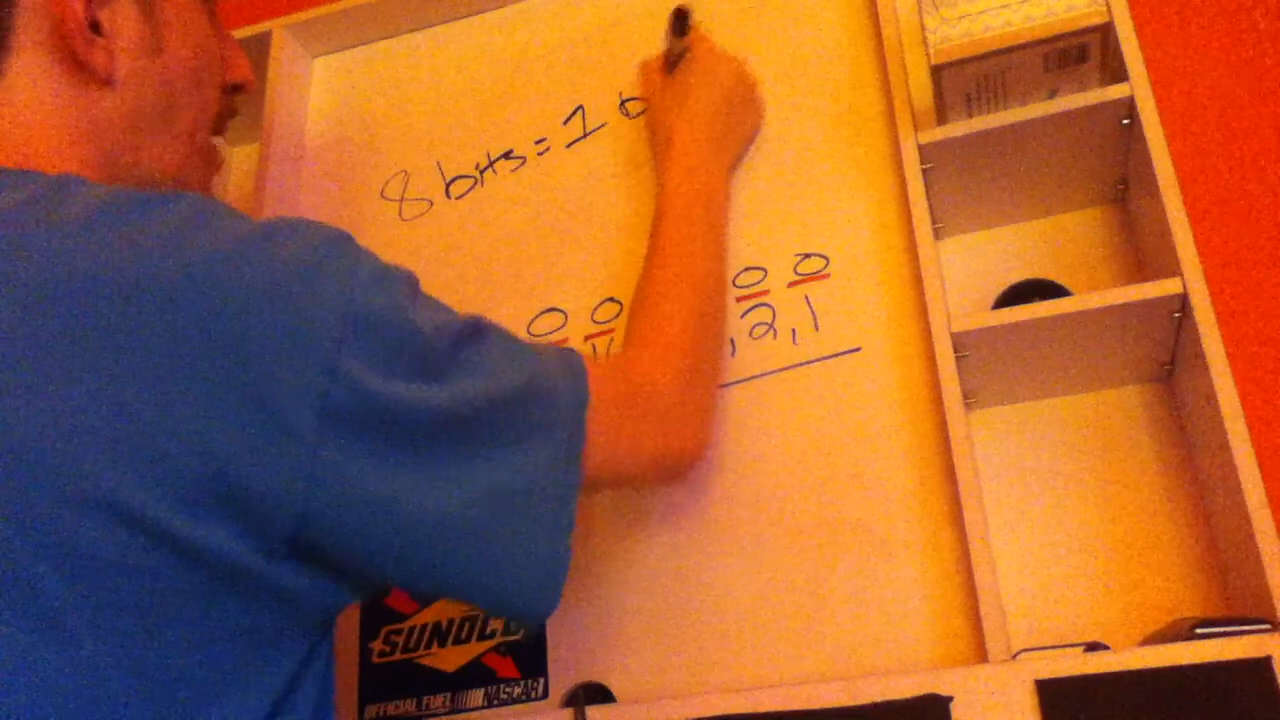 8 bits = 1 b
0 0 0 0
,2,1
SUNOCO
OFFICIAL FUEL NASCAR